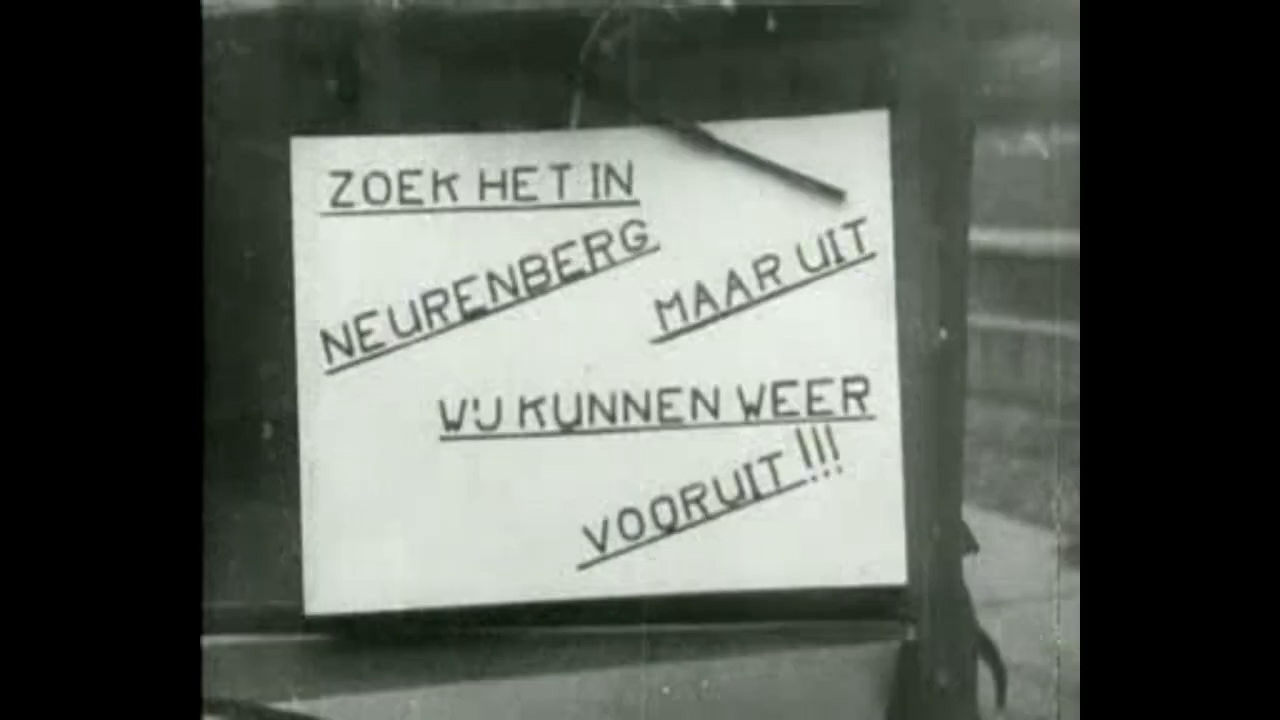 ZOEK HET IN
NEURENBERG
MAAR UIT
WIJ KUNNEN WEER
VOORUIT!!!